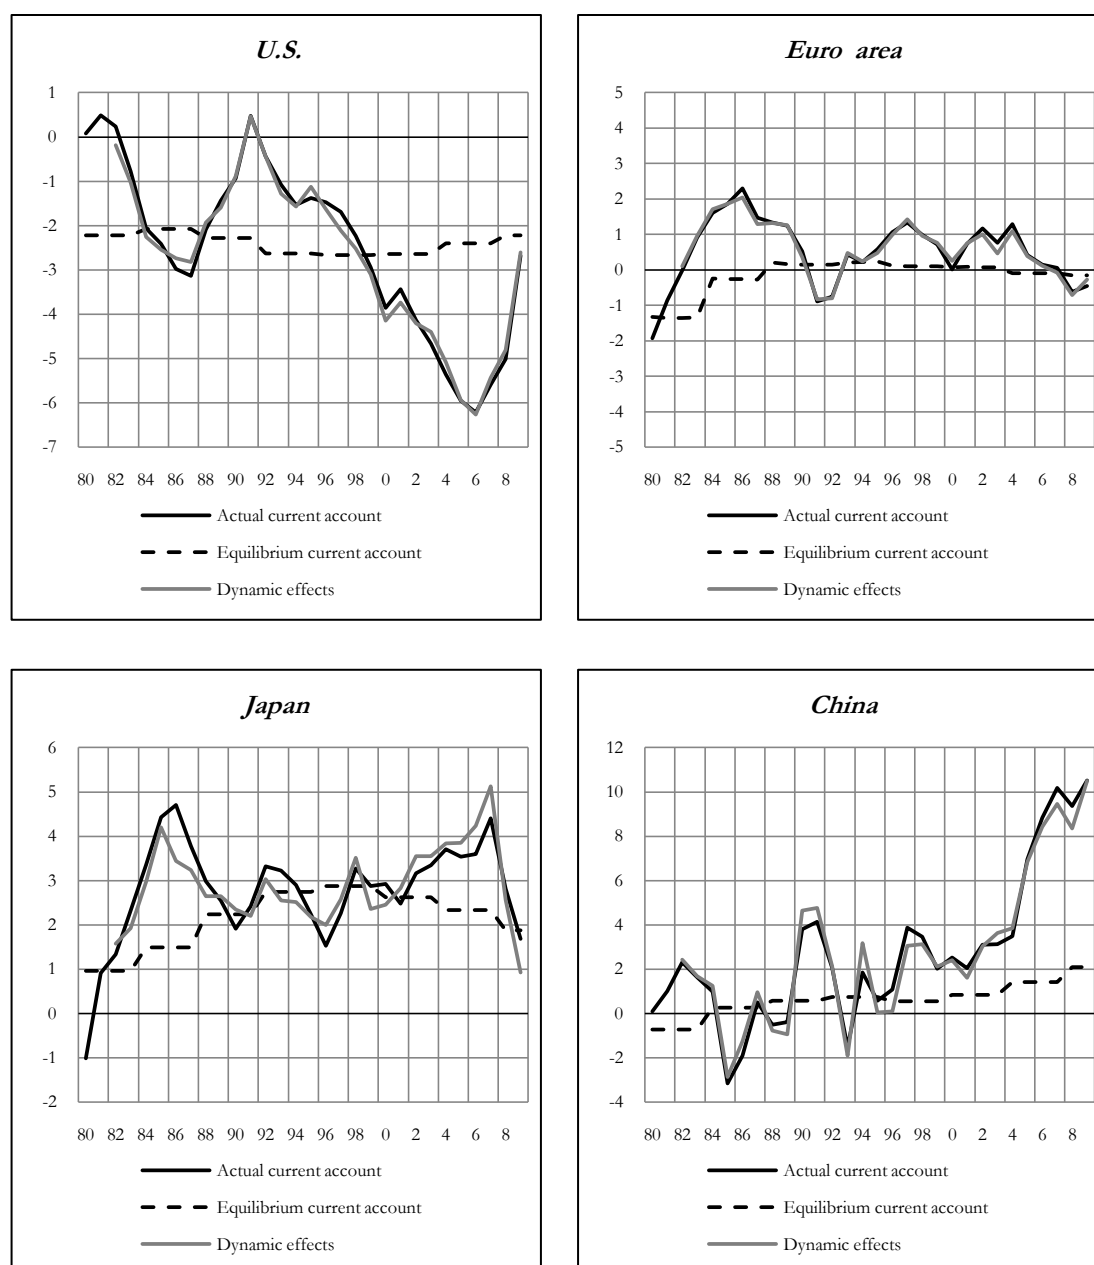 U.S.
1
0
-1
-2
-3
-4
-5
-6
-7
80 82 84 86 88 90 92 94 96 98 0 2 4 6 8
Actual current account
Equilibrium current account
Dynamic effects
Euro area
5
4
3
2
1
0
-1
-2
-3
-4
-5
80 82 84 86 88 90 92 94 96 98 0 2 4 6 8
Actual current account
Equilibrium current account
Dynamic effects
Japan
6
5
4
3
2
1
0
-1
-2
80 82 84 86 88 90 92 94 96 98 0 2 4 6 8
Actual current account
Equilibrium current account
Dynamic effects
China
12
10
8
6
4
2
0
-2
-4
80 82 84 86 88 90 92 94 96 98 0 2 4 6 8
Actual current account
Equilibrium current account
Dynamic effects